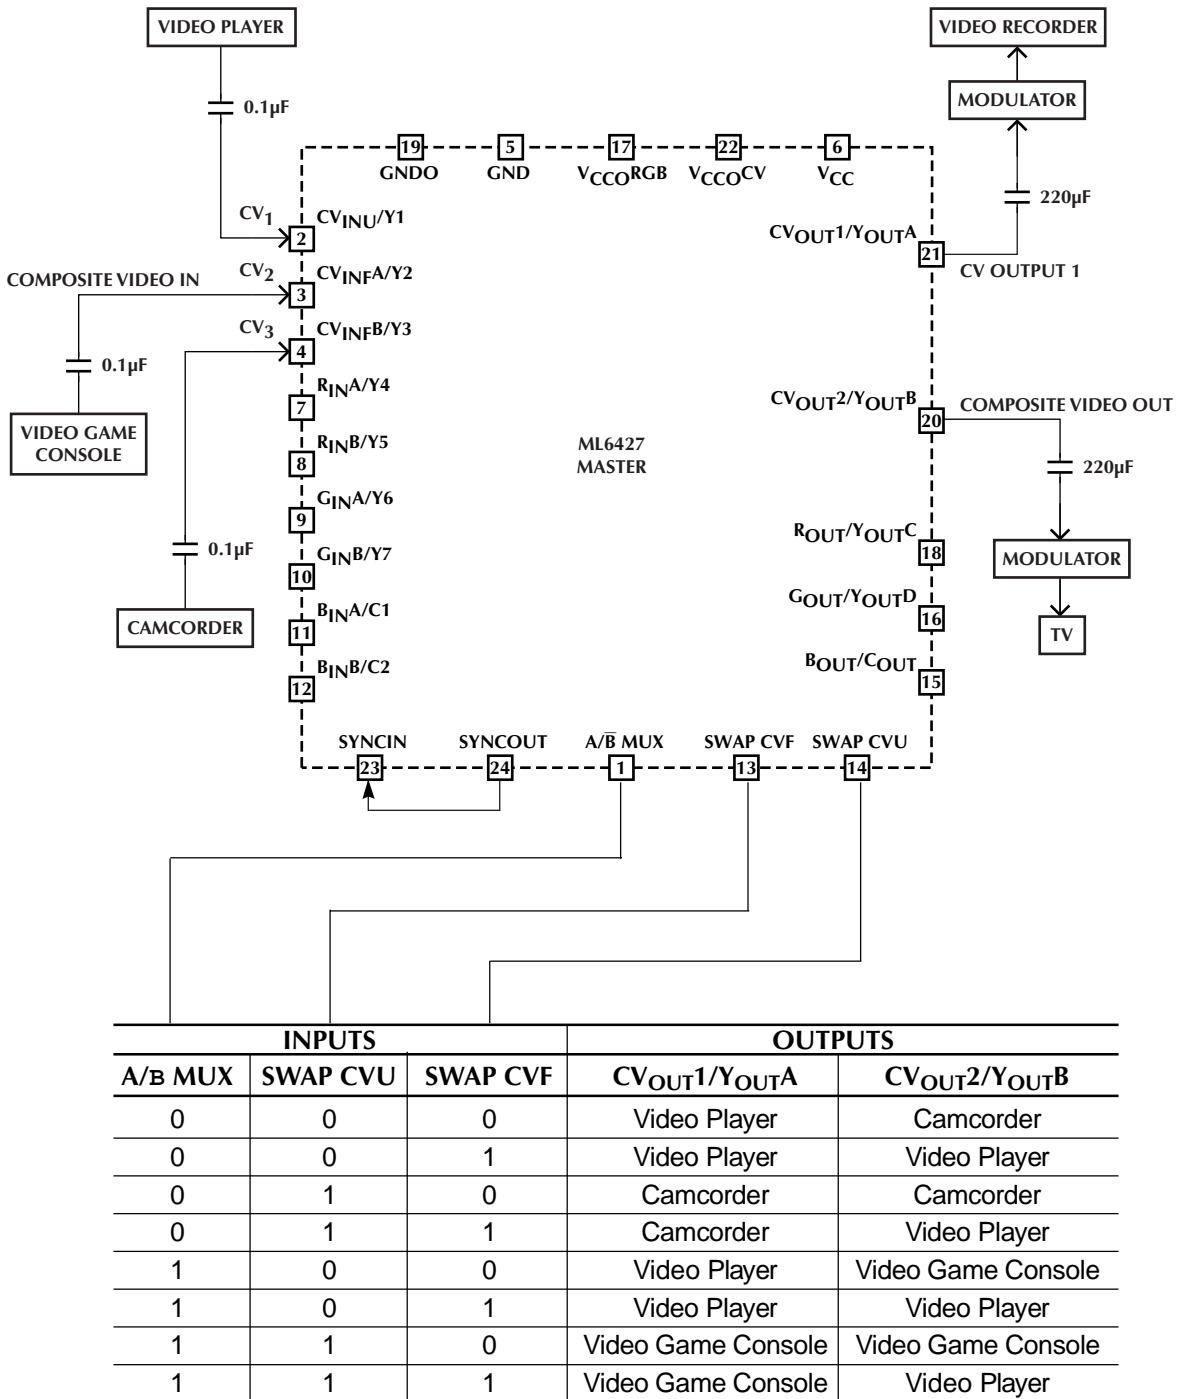 VIDEO PLAYER
VIDEO RECORDER
MODULATOR
0.1µF
220µF
19 5 17 22 6
GNDO GND VCCORGB VCCOCV VCC
CV1 CVINU/Y1
2
CVOUT1/YOUTA
21
CV OUTPUT 1
COMPOSITE VIDEO IN
CV2 CVINFA/Y2
3
CV3 CVINFB/Y3
4
0.1µF
VIDEO GAME
CONSOLE
RINA/Y4
7
RINB/Y5
8
GINA/Y6
9
GINB/Y7
10
BINA/C1
11
BINB/C2
12
0.1µF
CAMCORDER
ML6427
MASTER
CVOUT2/YOUTB
20
COMPOSITE VIDEO OUT
220µF
MODULATOR
TV
ROUT/YOUTC
18
GOUT/YOUTD
16
BOUT/COUT
15
SYNCIN SYNCOUT A/B̅ MUX SWAP CVF SWAP CVU
23 24 1 13 14
INPUTS OUTPUTS
A/B MUX SWAP CVU SWAP CVF CVOUT1/YOUTA CVOUT2/YOUTB
0 0 0 Video Player Camcorder
0 0 1 Video Player Video Player
0 1 0 Camcorder Camcorder
0 1 1 Camcorder Video Player
1 0 0 Video Player Video Game Console
1 0 1 Video Player Video Player
1 1 0 Video Game Console Video Game Console
1 1 1 Video Game Console Video Player